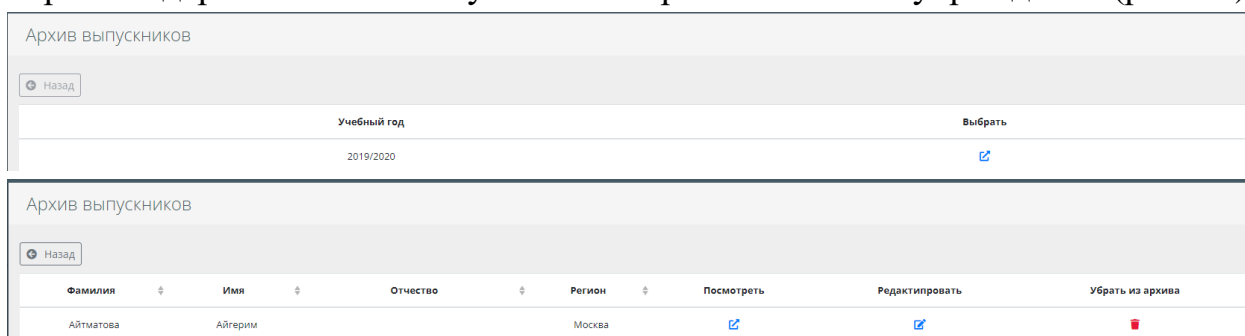 Архив выпускников
Назад
Учебный год Выбрать
2019/2020
Архив выпускников
Назад
Фамилия Имя Отчество Регион Посмотреть Редактипровать Убрать из архива
Айтматова Айгерим Москва